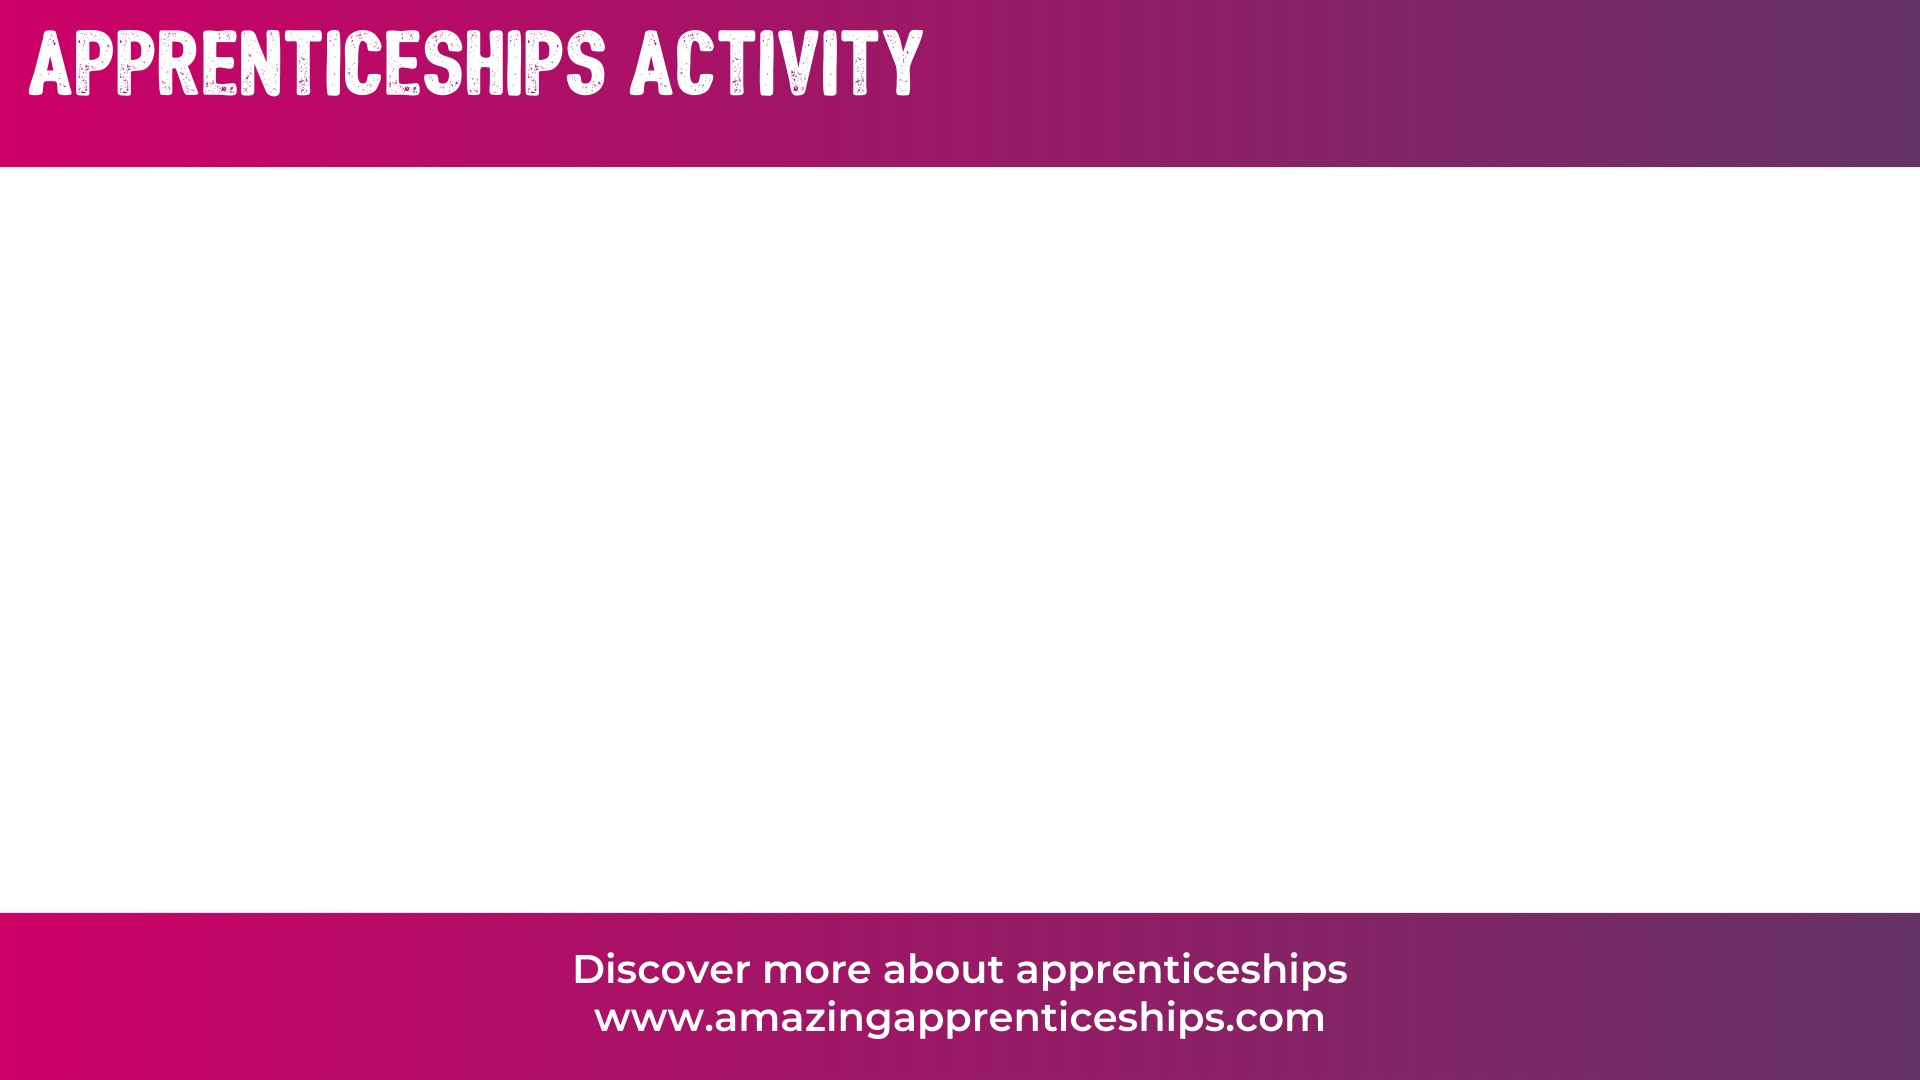 APPRENTICESHIPS ACTIVITY
Discover more about apprenticeships
www.amazingapprenticeships.com